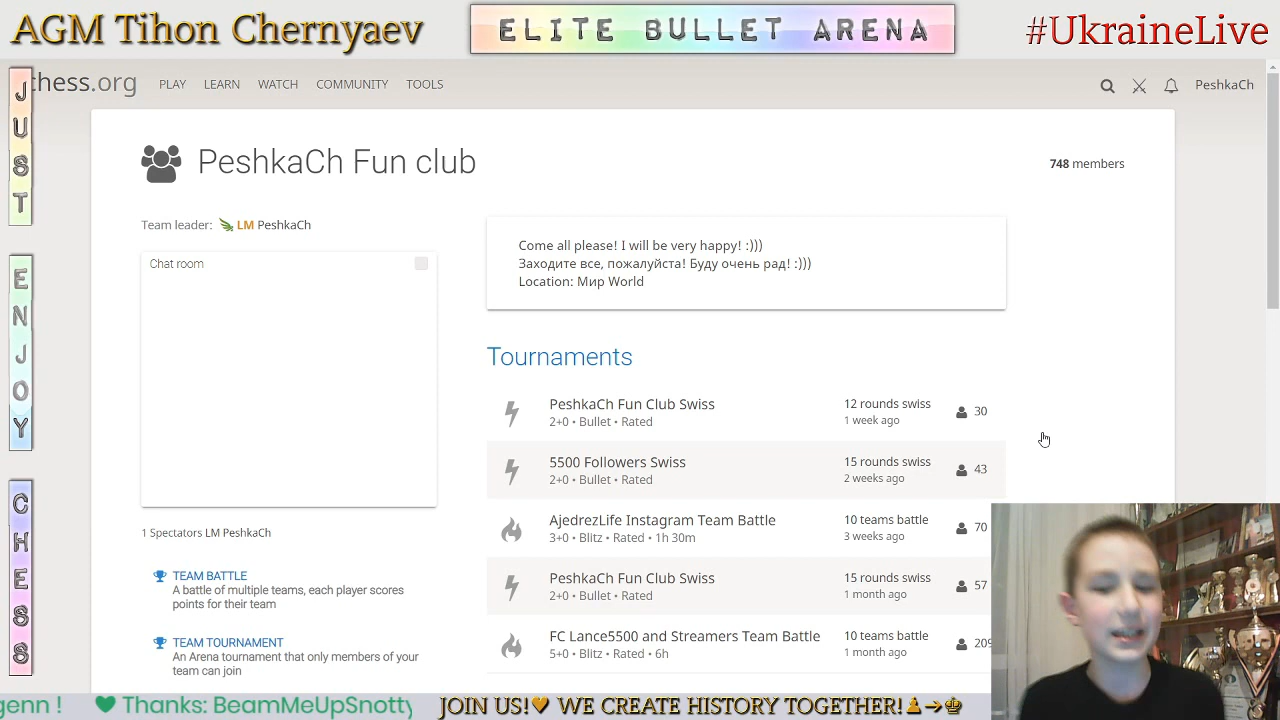 AGM Tihon Chernyaev
ELITE BULLET ARENA
#UkraineLive
JUST
ENJOY
CHESS
chess.org
PLAY LEARN WATCH COMMUNITY TOOLS
PeshkaCh
PeshkaCh Fun club
748 members
Team leader: LM PeshkaCh
Chat room
Come all please! I will be very happy! :)))
Заходите все, пожалуйста! Буду очень рад! :)))
Location: Мир World
Tournaments
PeshkaCh Fun Club Swiss
2+0 • Bullet • Rated
12 rounds swiss
1 week ago
30
5500 Followers Swiss
2+0 • Bullet • Rated
15 rounds swiss
2 weeks ago
43
AjedrezLife Instagram Team Battle
3+0 • Blitz • Rated • 1h 30m
10 teams battle
3 weeks ago
70
PeshkaCh Fun Club Swiss
2+0 • Bullet • Rated
15 rounds swiss
1 month ago
57
FC Lance5500 and Streamers Team Battle
5+0 • Blitz • Rated • 6h
10 teams battle
1 month ago
209
1 Spectators LM PeshkaCh
TEAM BATTLE
A battle of multiple teams, each player scores
points for their team
TEAM TOURNAMENT
An Arena tournament that only members of your
team can join
genn ! ♥ Thanks: BeamMeUpSnotty
JOIN US!♥ WE CREATE HISTORY TOGETHER!♟→♚